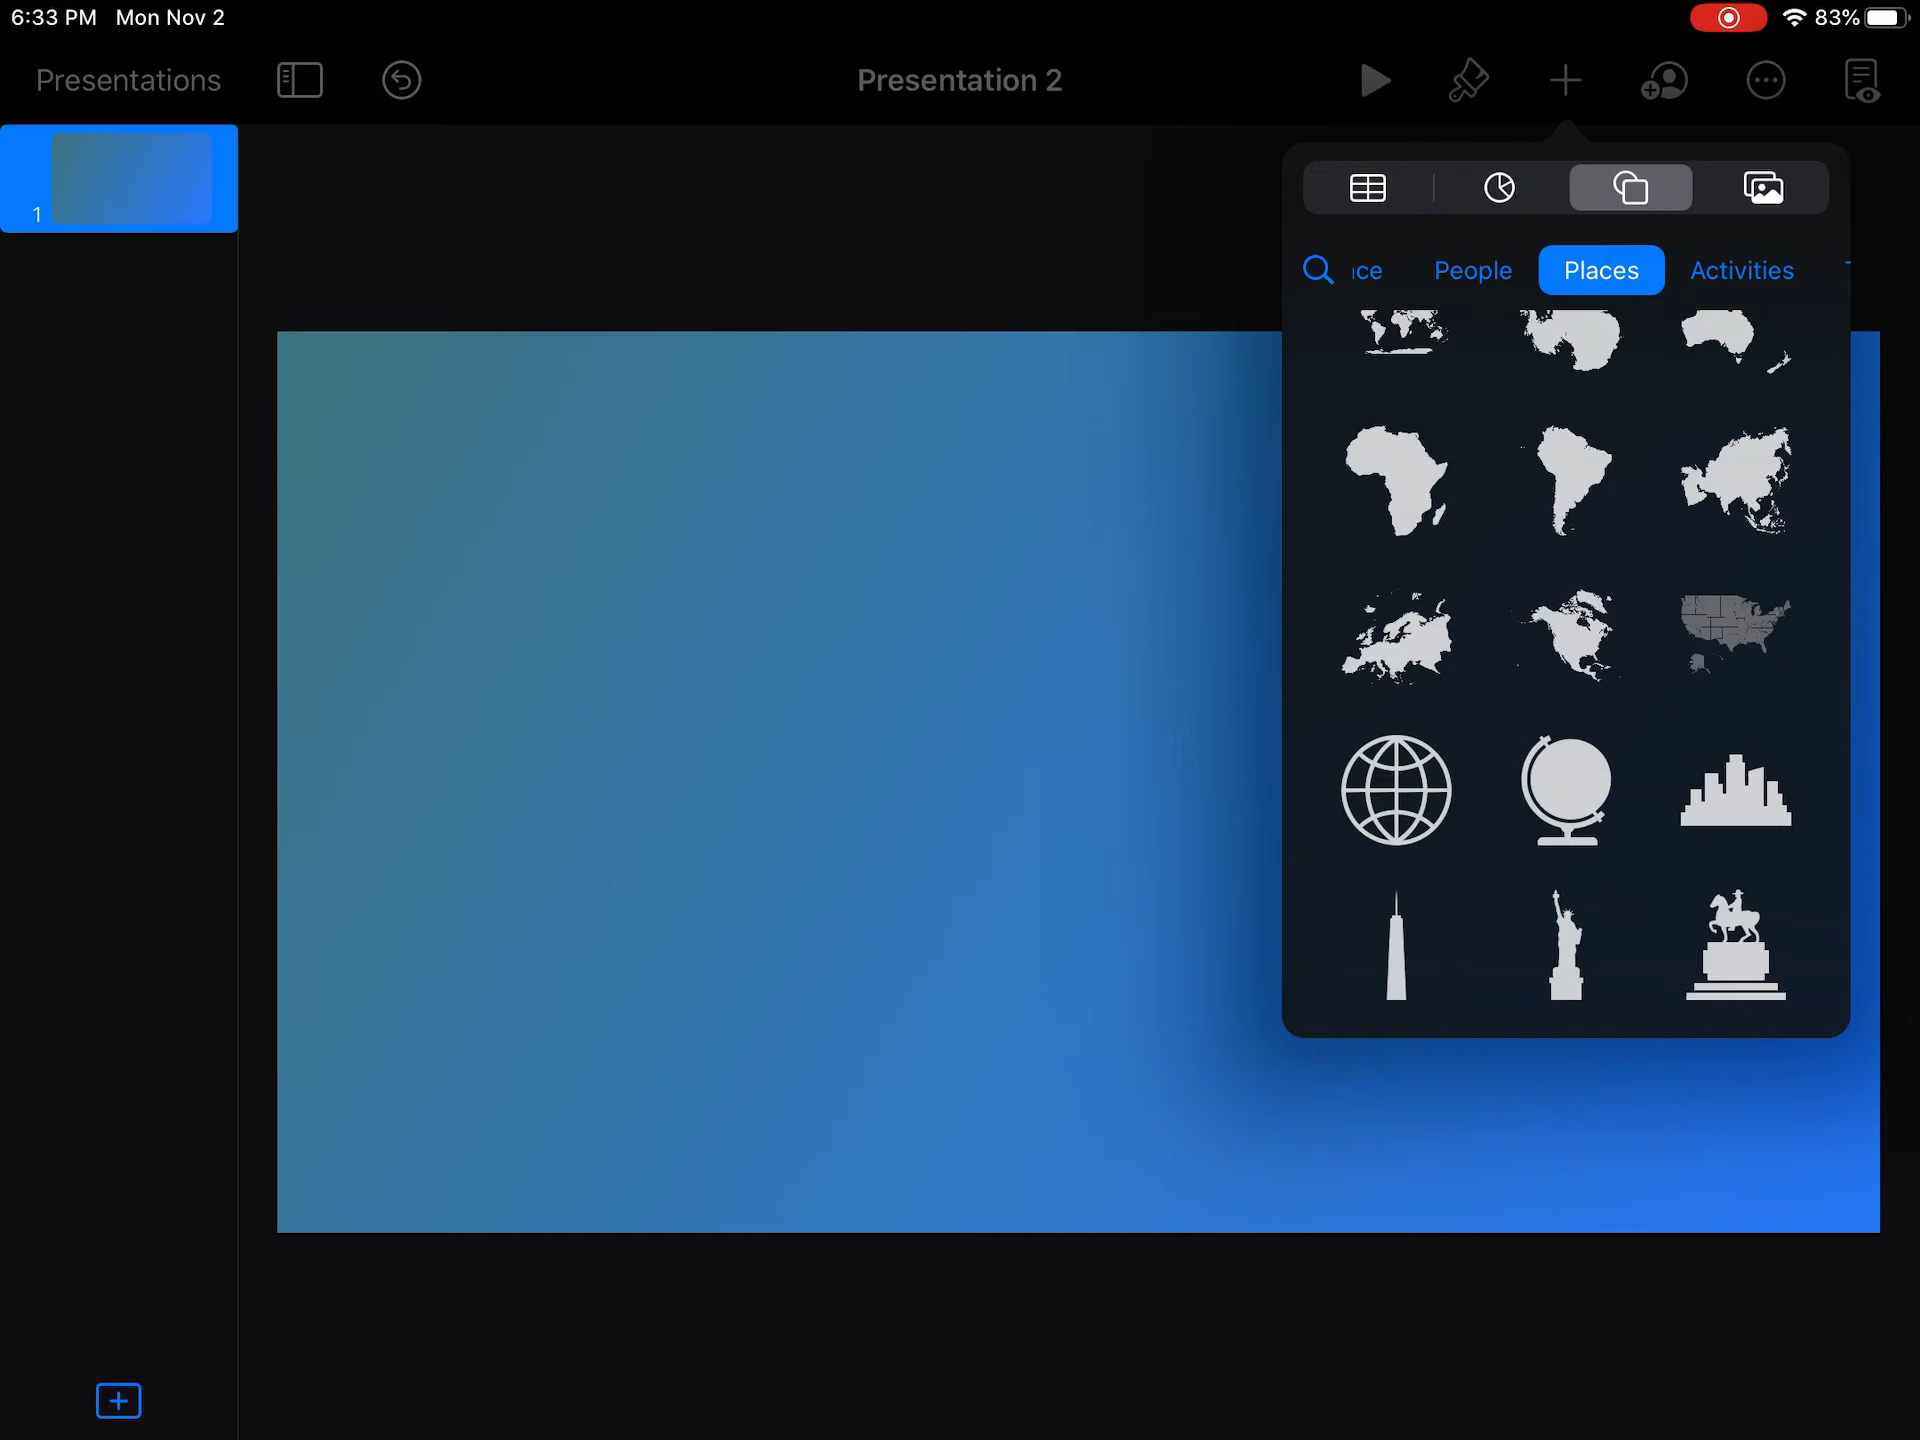 6:33 PM Mon Nov 2
83%
Presentations
Presentation 2
1
People
Places
Activities